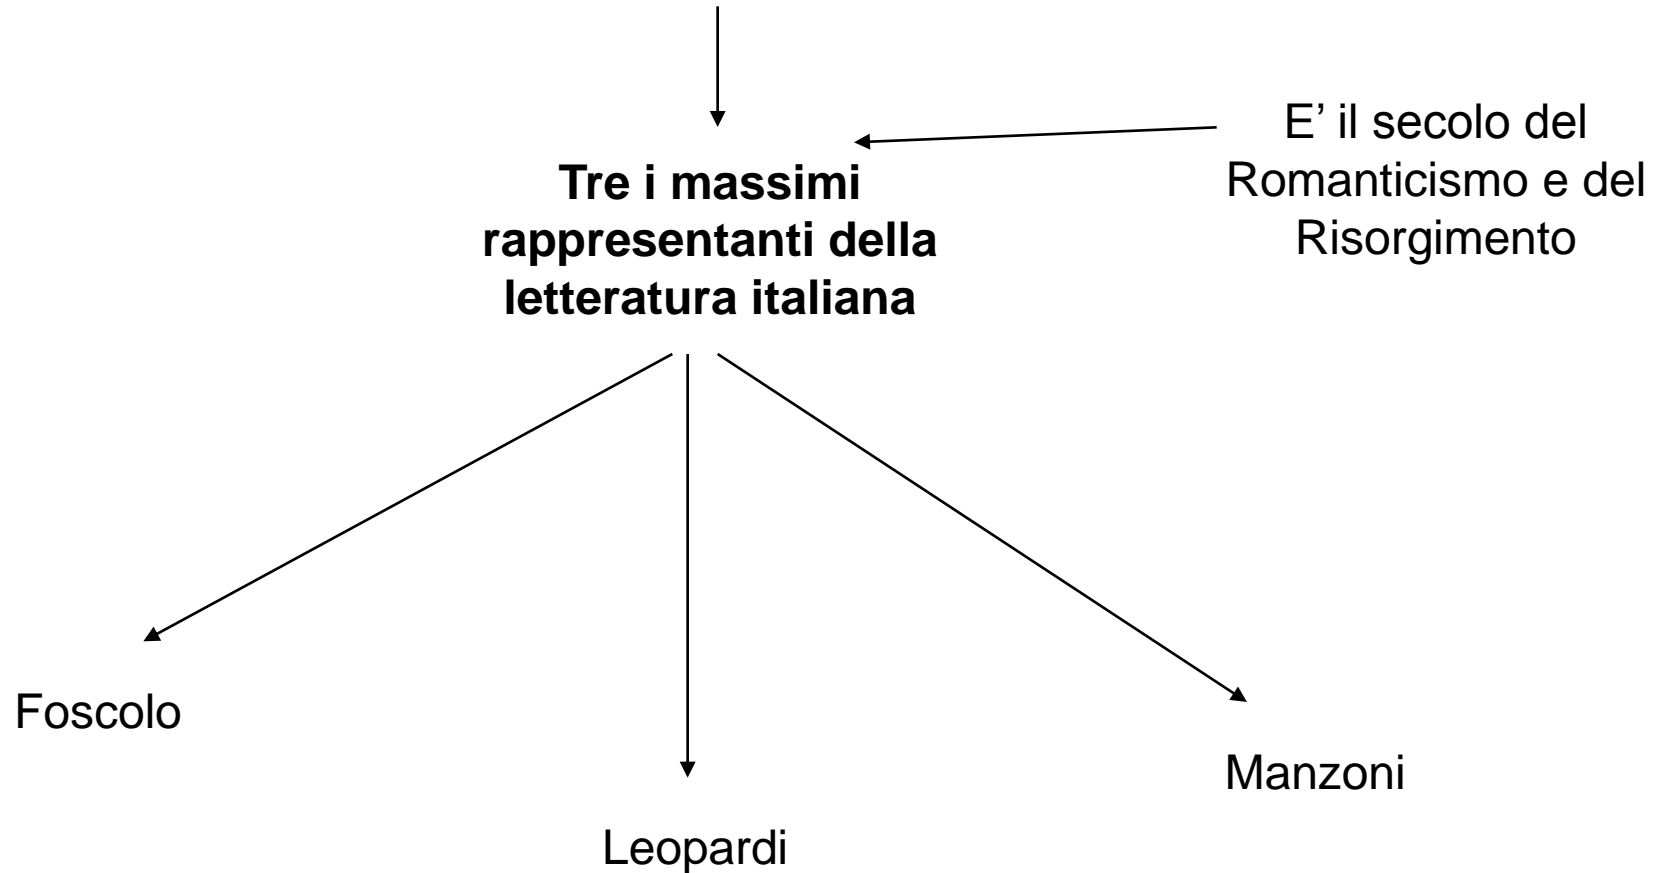 E’ il secolo del
Romanticismo e del
Risorgimento
Tre i massimi
rappresentanti della
letteratura italiana
Foscolo
Manzoni
Leopardi